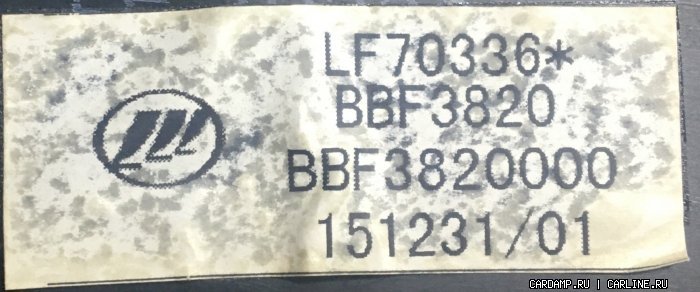 LF70336*
BBF3820
BBF3820000
151231/01
CARDAMP.RU | CARLINE.RU